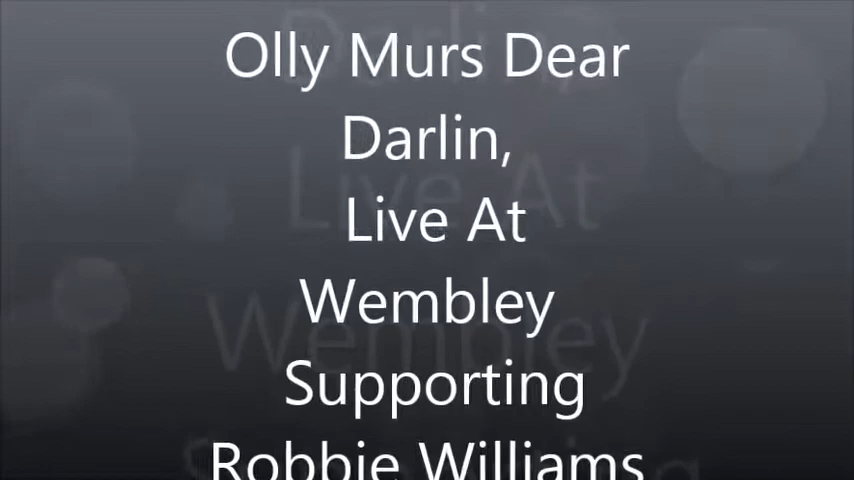 Olly Murs Dear
Darlin,
Live At
Wembley
Supporting
Robbie Williams